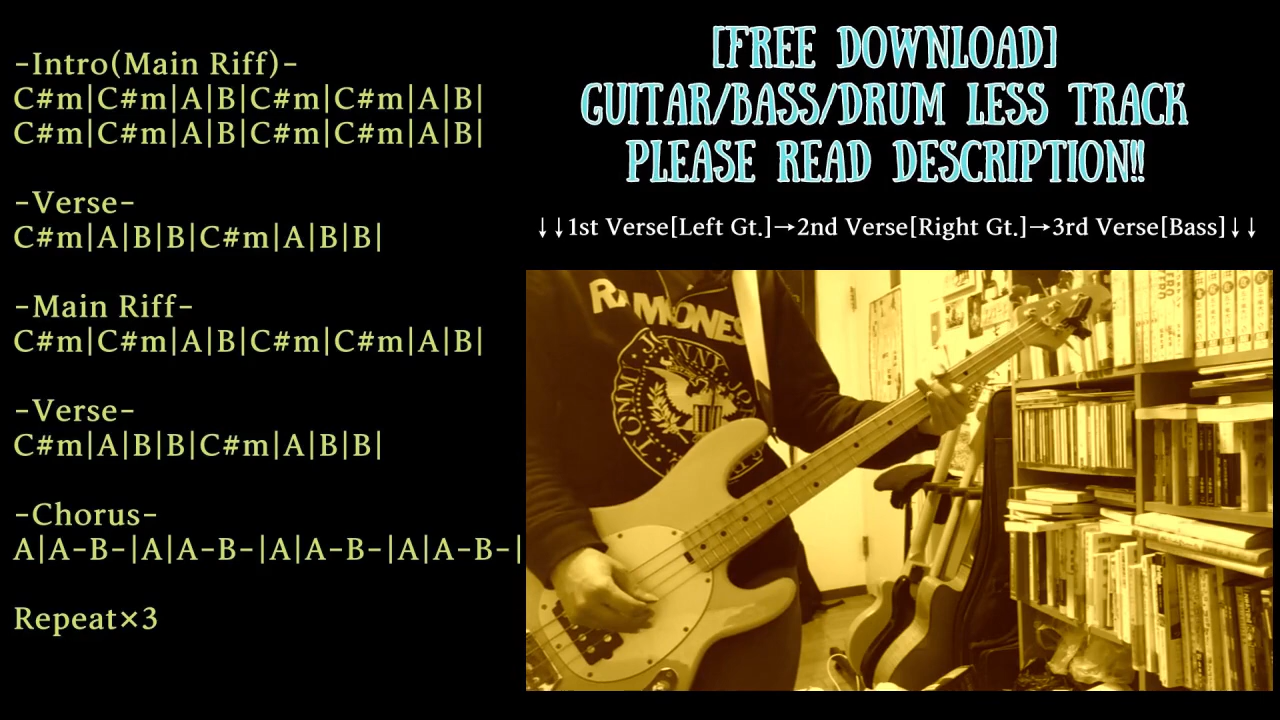 -Intro(Main Riff)-
C#m|C#m|A|B|C#m|C#m|A|B|
C#m|C#m|A|B|C#m|C#m|A|B|
-Verse-
C#m|A|B|B|C#m|A|B|B|
-Main Riff-
C#m|C#m|A|B|C#m|C#m|A|B|
-Verse-
C#m|A|B|B|C#m|A|B|B|
-Chorus-
A|A-B-|A|A-B-|A|A-B-|A|A-B-|
Repeat×3
[FREE DOWNLOAD]
GUITAR/BASS/DRUM LESS TRACK
PLEASE READ DESCRIPTION!!
↓↓1st Verse[Left Gt.]→2nd Verse[Right Gt.]→3rd Verse[Bass]↓↓
RAMONES